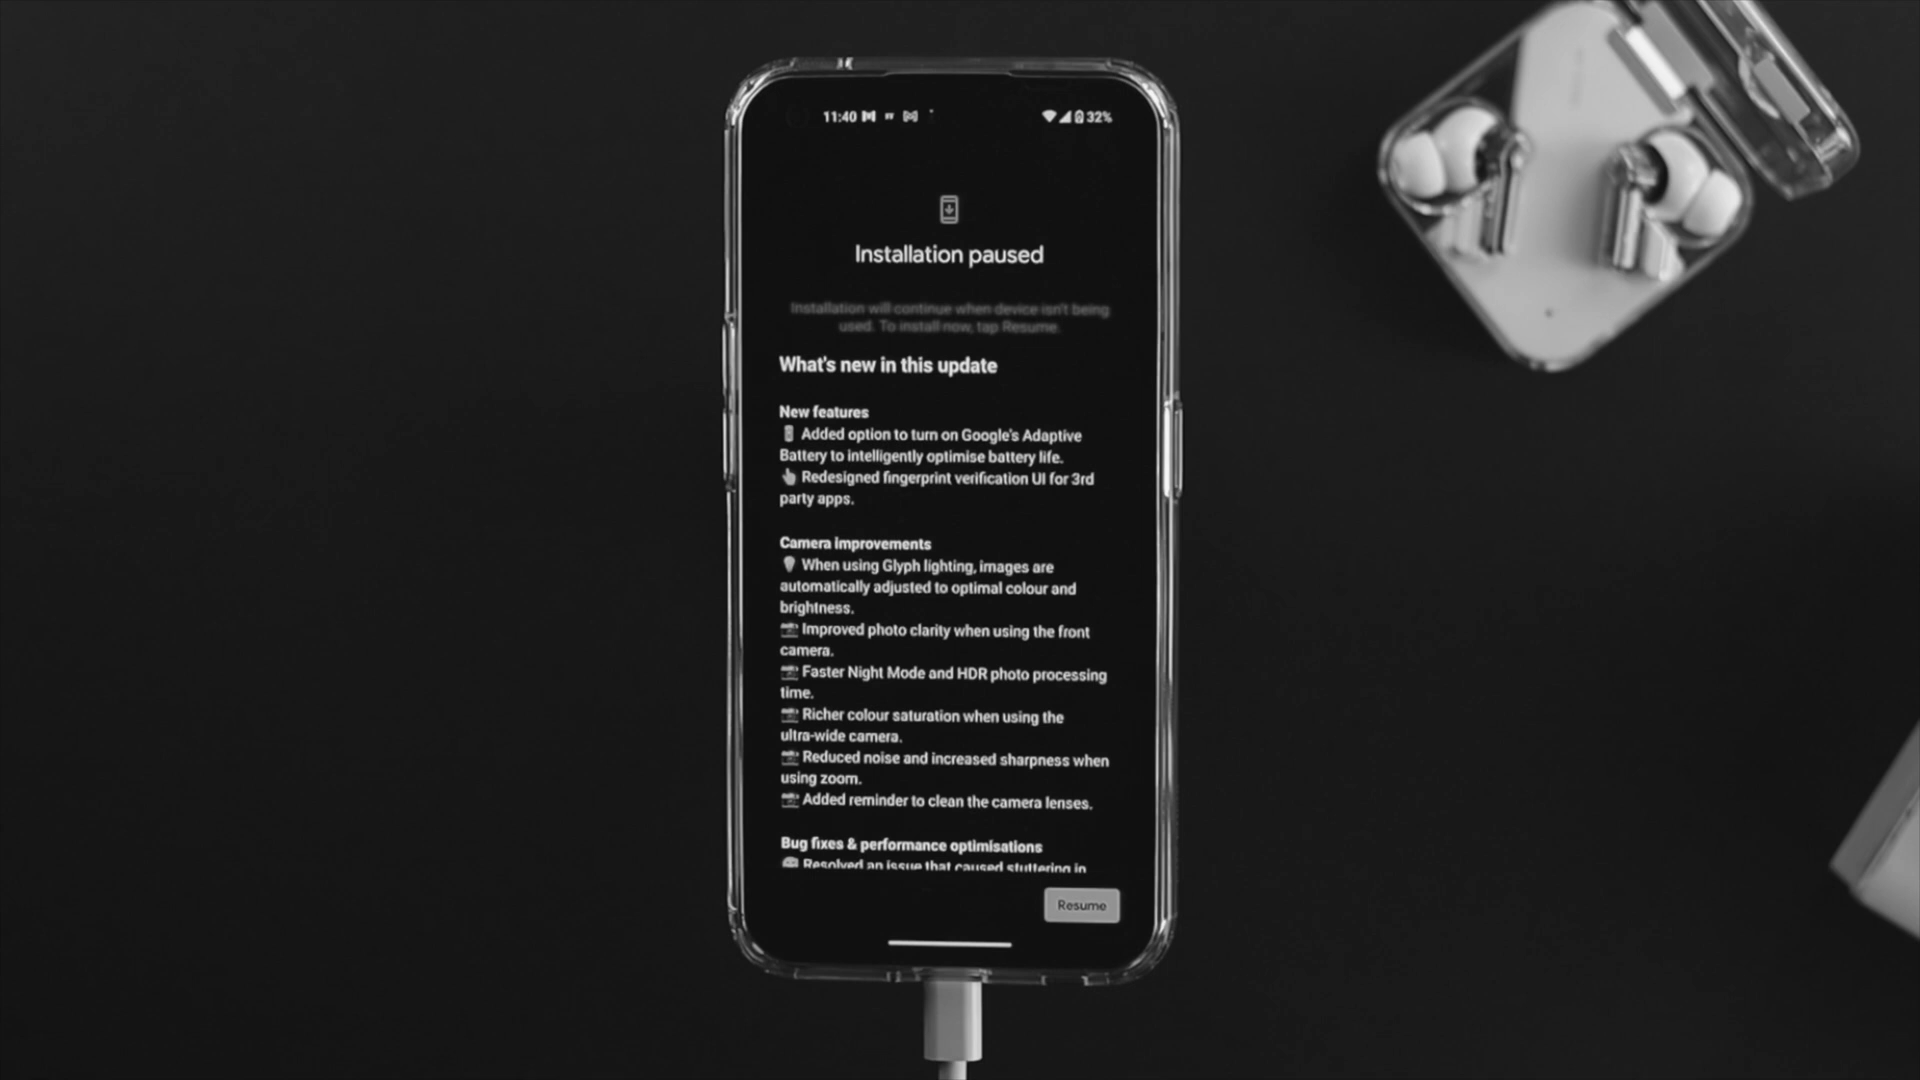 11:40 32%
Installation paused
Installation will continue when device isn't being
used. To install now, tap Resume.
What's new in this update
New features
Added option to turn on Google's Adaptive
Battery to intelligently optimise battery life.
Redesigned fingerprint verification UI for 3rd
party apps.
Camera improvements
When using Glyph lighting, images are
automatically adjusted to optimal colour and
brightness.
Improved photo clarity when using the front
camera.
Faster Night Mode and HDR photo processing
time.
Richer colour saturation when using the
ultra-wide camera.
Reduced noise and increased sharpness when
using zoom.
Added reminder to clean the camera lenses.
Bug fixes & performance optimisations
Resolved an issue that caused stuttering in
Resume